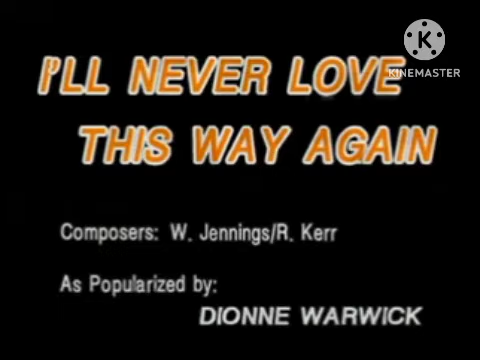 I'LL NEVER LOVE
THIS WAY AGAIN
K
KINEMASTER
Composers: W. Jennings/R. Kerr
As Popularized by:
DIONNE WARWICK